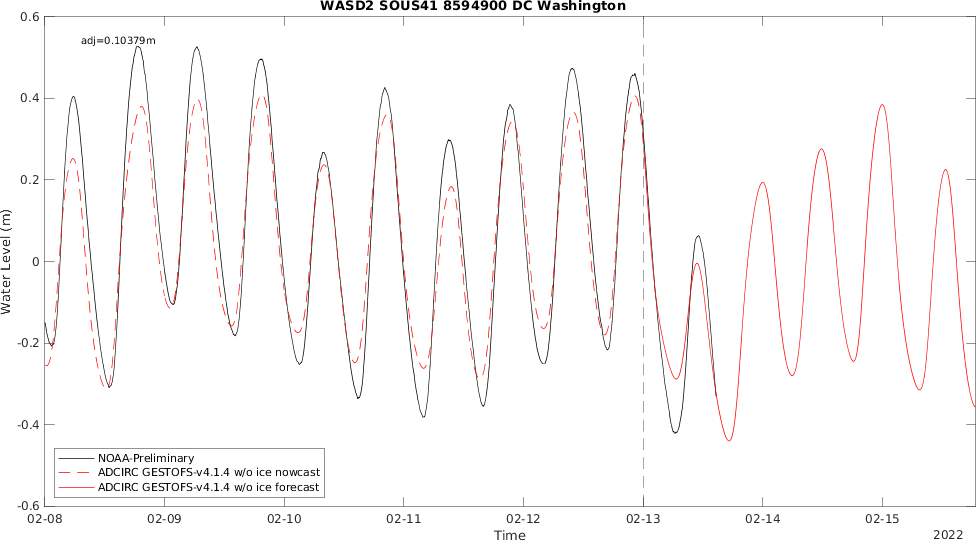 WASD2 SOUS41 8594900 DC Washington
adj=0.10379m
0.6
0.4
0.2
0
-0.2
-0.4
-0.6
Water Level (m)
NOAA-Preliminary
ADCIRC GESTOFS-v4.1.4 w/o ice nowcast
ADCIRC GESTOFS-v4.1.4 w/o ice forecast
02-08 02-09 02-10 02-11 02-12 02-13 02-14 02-15
Time
2022